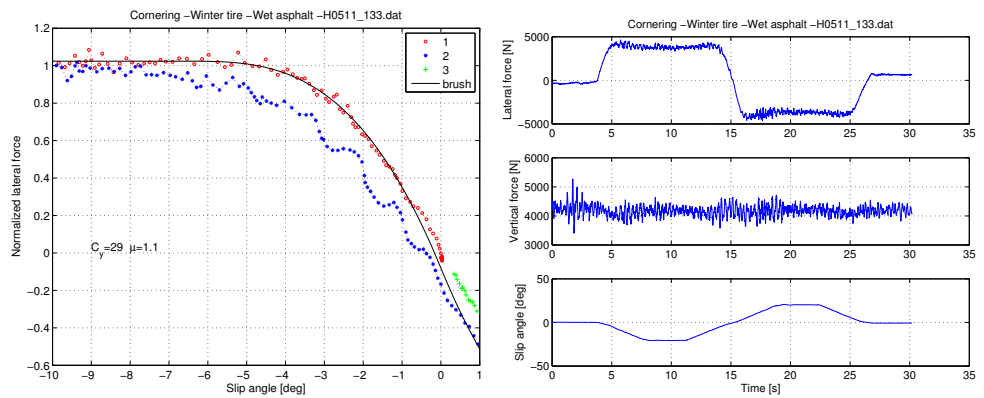 Cornering −Winter tire −Wet asphalt −H0511_133.dat
1.2
1
0.8
0.6
0.4
0.2
0
−0.2
−0.4
−0.6
Normalized lateral force
1
2
3
brush
C_y=29 μ=1.1
−10 −9 −8 −7 −6 −5 −4 −3 −2 −1 0 1
Slip angle [deg]
Cornering −Winter tire −Wet asphalt −H0511_133.dat
5000
0
−5000
Lateral force [N]
0 5 10 15 20 25 30 35
6000
5000
4000
3000
Vertical force [N]
0 5 10 15 20 25 30 35
50
0
−50
Slip angle [deg]
0 5 10 15 20 25 30 35
Time [s]